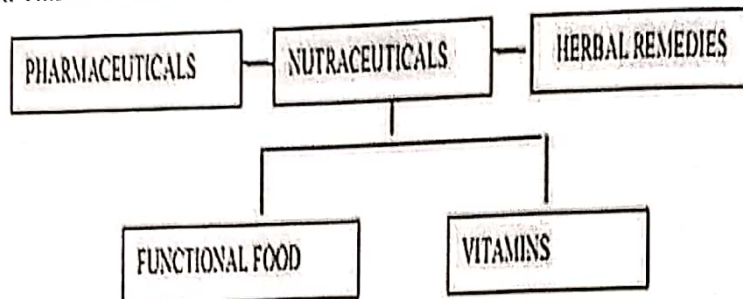 PHARMACEUTICALS
NUTRACEUTICALS
HERBAL REMEDIES
FUNCTIONAL FOOD
VITAMINS